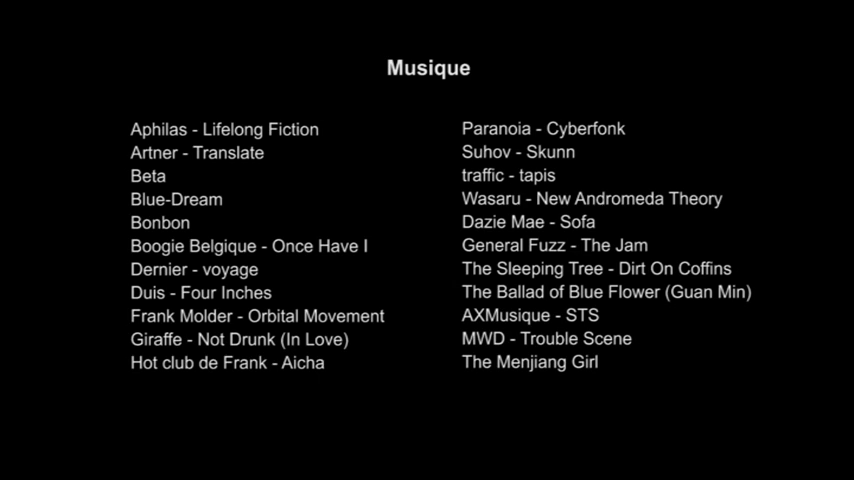 Musique
Aphilas - Lifelong Fiction
Artner - Translate
Beta
Blue-Dream
Bonbon
Boogie Belgique - Once Have I
Dernier - voyage
Duis - Four Inches
Frank Molder - Orbital Movement
Giraffe - Not Drunk (In Love)
Hot club de Frank - Aicha
Paranoia - Cyberfonk
Suhov - Skunn
traffic - tapis
Wasaru - New Andromeda Theory
Dazie Mae - Sofa
General Fuzz - The Jam
The Sleeping Tree - Dirt On Coffins
The Ballad of Blue Flower (Guan Min)
AXMusique - STS
MWD - Trouble Scene
The Menjiang Girl